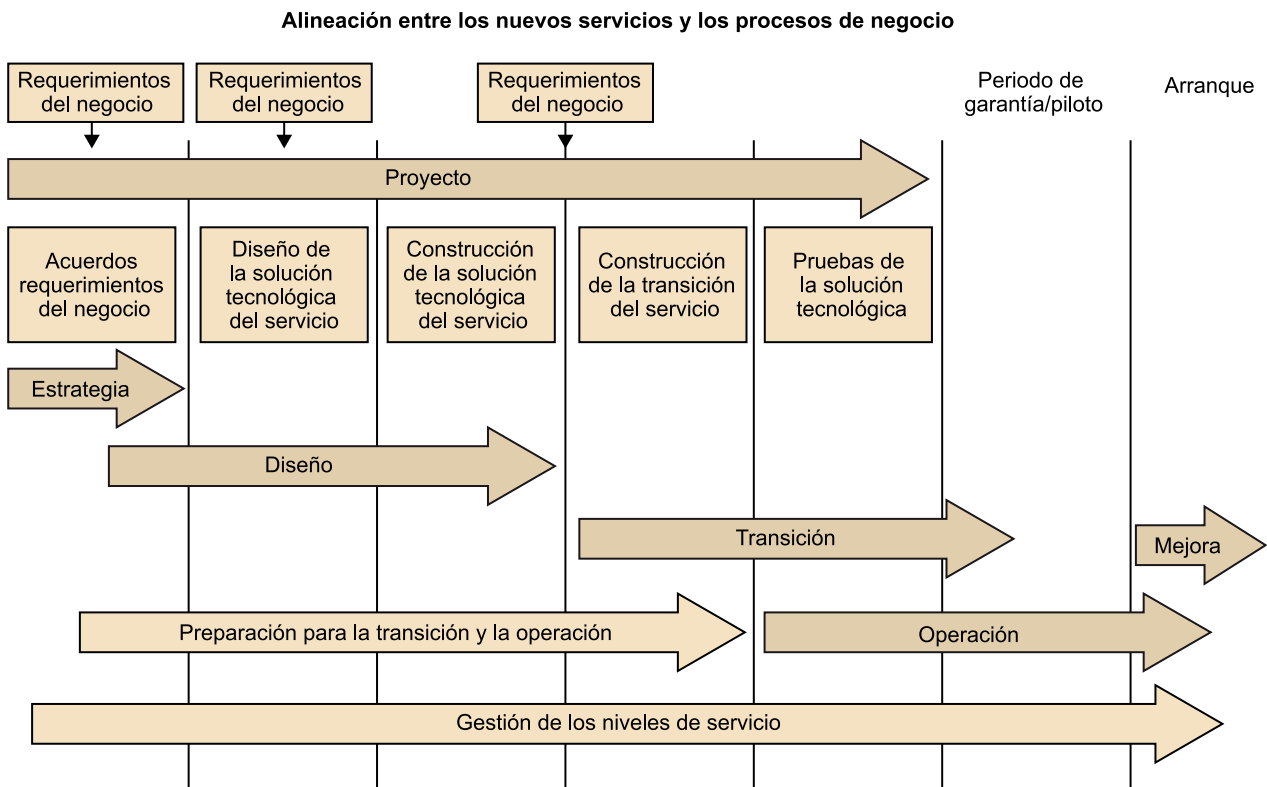 Alineación entre los nuevos servicios y los procesos de negocio
Requerimientos
del negocio
Requerimientos
del negocio
Requerimientos
del negocio
Periodo de
garantía/piloto
Arranque
Proyecto
Acuerdos
requerimientos
del negocio
Diseño de
la solución
tecnológica
del servicio
Construcción
de la solución
tecnológica
del servicio
Construcción
de la transición
del servicio
Pruebas de
la solución
tecnológica
Estrategia
Diseño
Transición
Mejora
Preparación para la transición y la operación
Operación
Gestión de los niveles de servicio